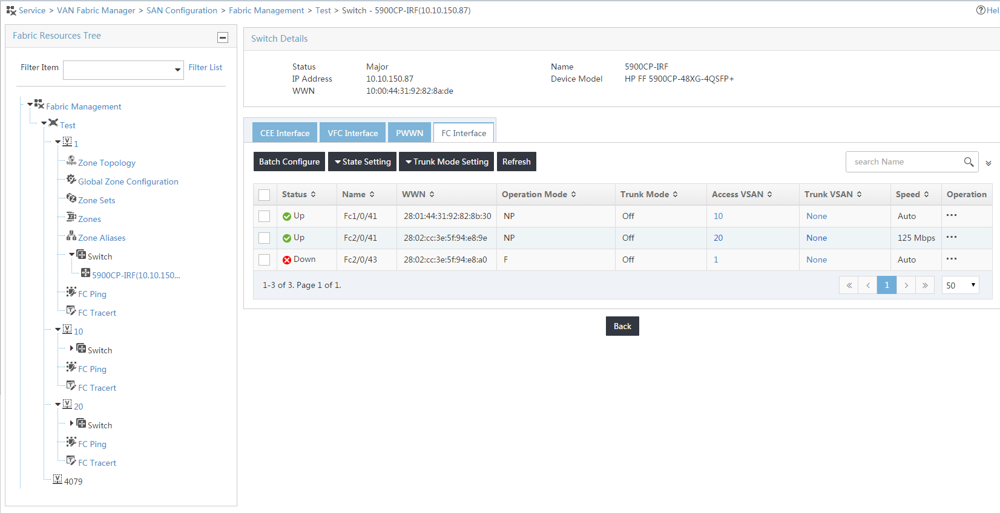 Service > VAN Fabric Manager > SAN Configuration > Fabric Management > Test > Switch - 5900CP-IRF(10.10.150.87)
Hel
Fabric Resources Tree
Filter Item
Filter List
Fabric Management
Test
1
Zone Topology
Global Zone Configuration
Zone Sets
Zones
Zone Aliases
Switch
5900CP-IRF(10.10.150...
FC Ping
FC Tracert
10
Switch
FC Ping
FC Tracert
20
Switch
FC Ping
FC Tracert
4079
Switch Details
Status Major Name 5900CP-IRF
IP Address 10.10.150.87 Device Model HP FF 5900CP-48XG-4QSFP+
WWN 10:00:44:31:92:82:8a:de
CEE Interface VFC Interface PWWN FC Interface
Batch Configure State Setting Trunk Mode Setting Refresh
search Name
Status Name WWN Operation Mode Trunk Mode Access VSAN Trunk VSAN Speed Operation
Up Fc1/0/41 28:01:44:31:92:82:8b:30 NP Off 10 None Auto ...
Up Fc2/0/41 28:02:cc:3e:5f:94:e8:9e NP Off 20 None 125 Mbps ...
Down Fc2/0/43 28:02:cc:3e:5f:94:e8:a0 F Off 1 None Auto ...
1-3 of 3. Page 1 of 1.
« < 1 > » 50
Back